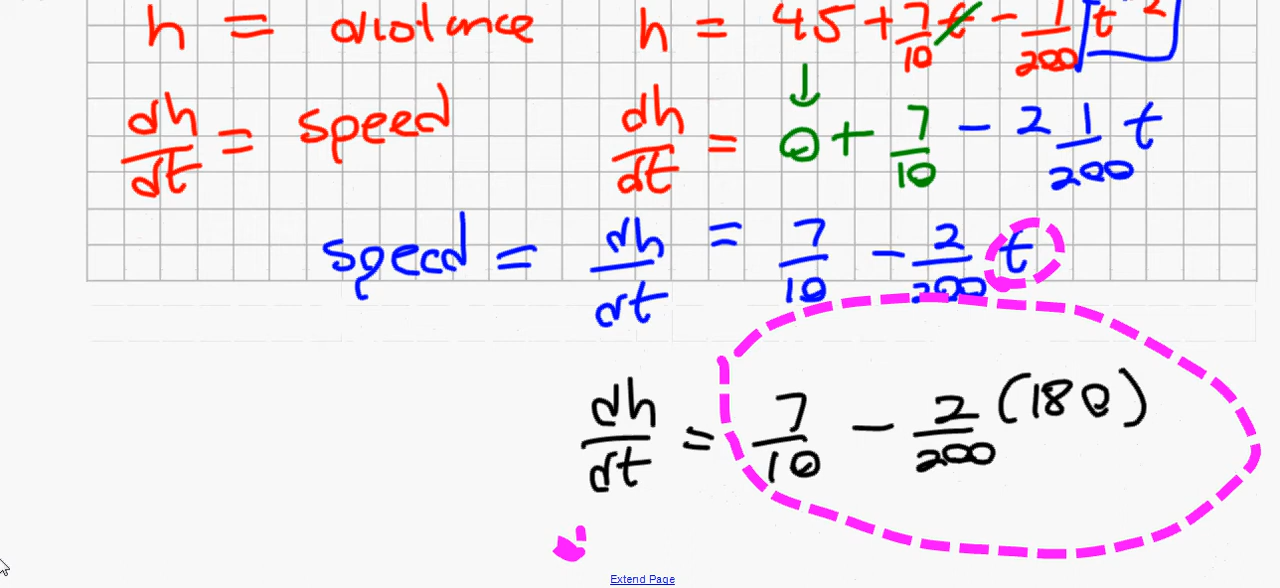 h = distance h = 45 + 7/10 t - 1/200 t^2
dh/dt = speed dh/dt = 0 + 7/10 - 2 1/200 t
speed = dh/dt = 7/10 - 2/200 t
dh/dt = 7/10 - 2/200 (180)
Extend Page